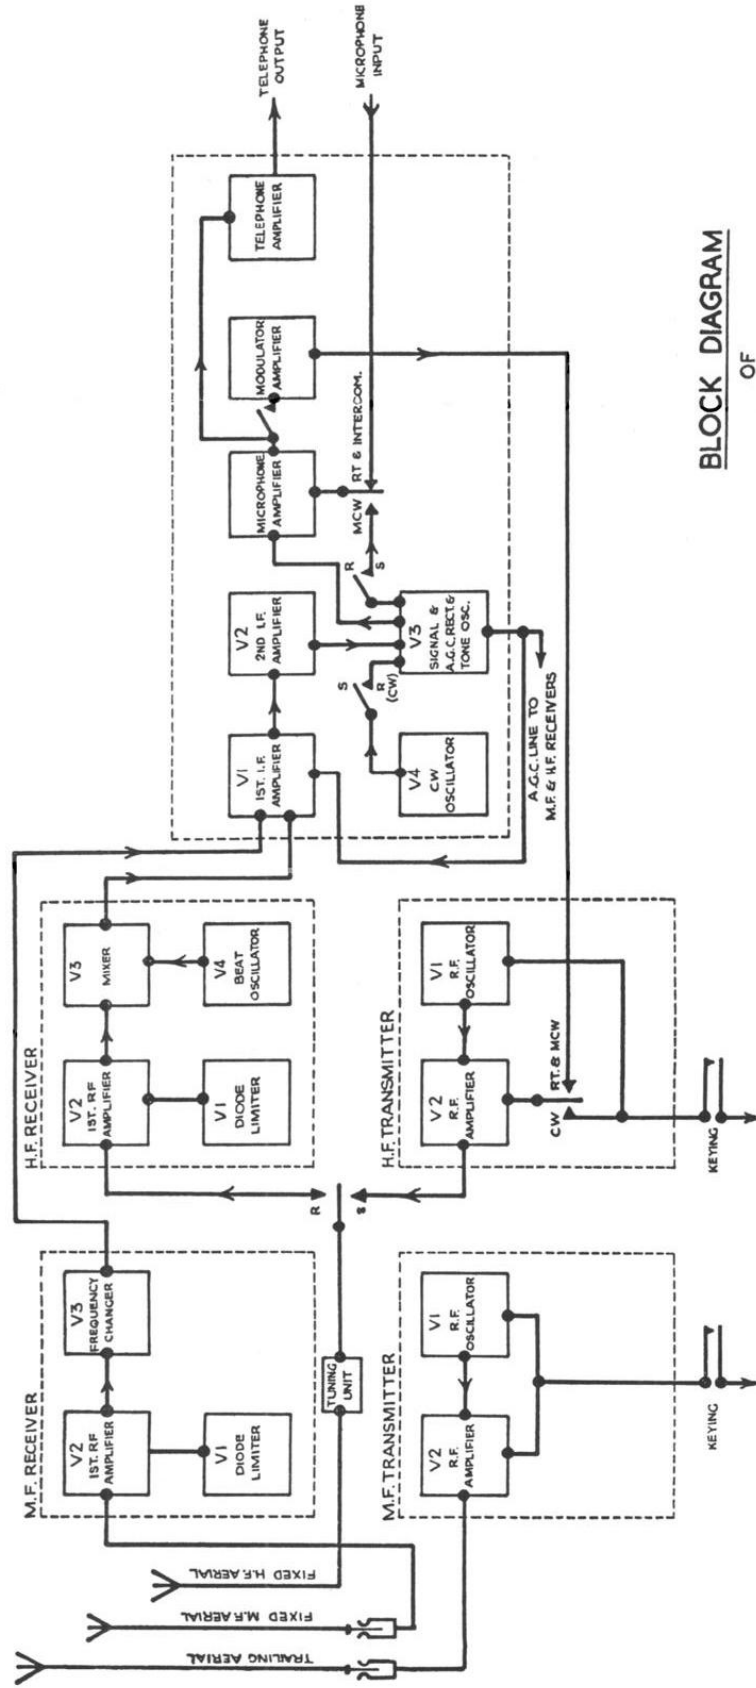 M.F. RECEIVER
V2
1ST. RF
AMPLIFIER
V3
FREQUENCY
CHANGER
V1
DIODE
LIMITER
H.F. RECEIVER
V2
1ST. RF
AMPLIFIER
V3
MIXER
V1
DIODE
LIMITER
V4
BEAT
OSCILLATOR
V1
1ST. I.F.
AMPLIFIER
V2
2ND I.F.
AMPLIFIER
MICROPHONE
AMPLIFIER
MODULATOR
AMPLIFIER
TELEPHONE
AMPLIFIER
TELEPHONE
OUTPUT
MICROPHONE
INPUT
MCW
RT & INTERCOM.
R
S
S
R
(CW)
V4
CW
OSCILLATOR
V3
SIGNAL &
A.G.C. RECT. &
TONE OSC.
A.G.C. LINE TO
M.F. & H.F. RECEIVERS
TRAILING AERIAL
FIXED M.F. AERIAL
FIXED H.F. AERIAL
TUNING
UNIT
R
S
M.F. TRANSMITTER
V2
R.F.
AMPLIFIER
V1
R.F.
OSCILLATOR
KEYING
H.F. TRANSMITTER
V2
R.F.
AMPLIFIER
V1
R.F.
OSCILLATOR
CW
RT. & MCW
KEYING
BLOCK DIAGRAM
OF